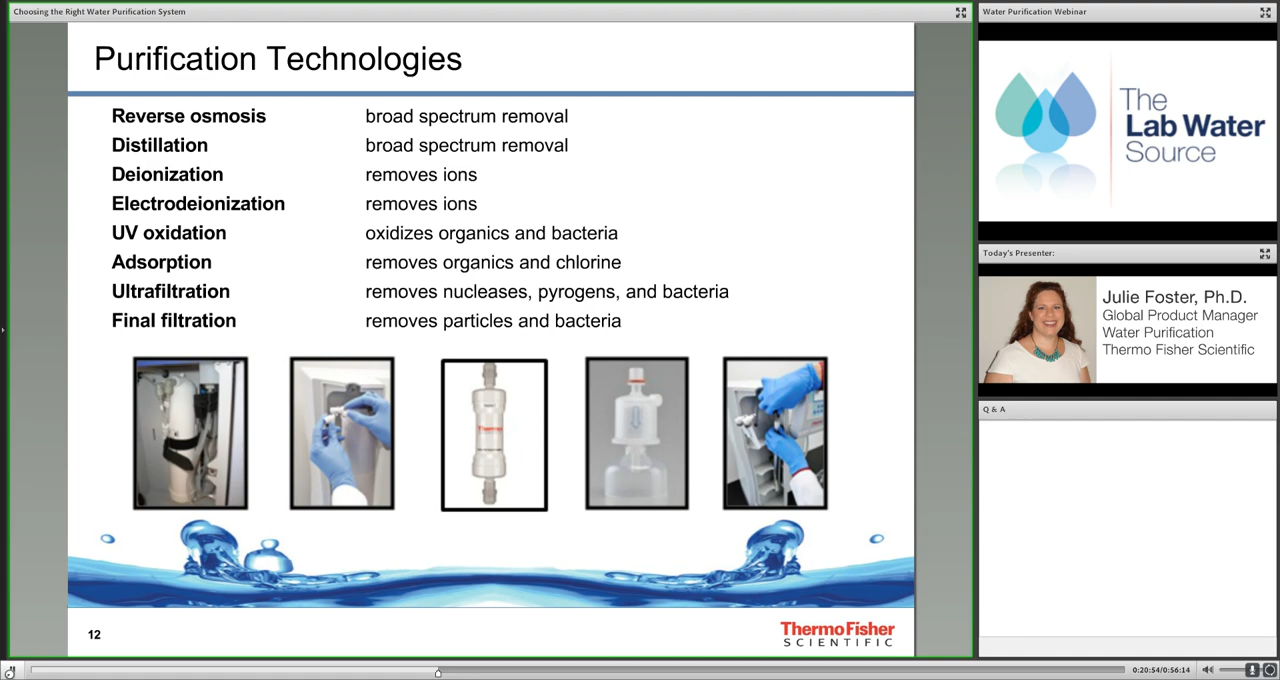 Choosing the Right Water Purification System
Purification Technologies
Reverse osmosis broad spectrum removal
Distillation broad spectrum removal
Deionization removes ions
Electrodeionization removes ions
UV oxidation oxidizes organics and bacteria
Adsorption removes organics and chlorine
Ultrafiltration removes nucleases, pyrogens, and bacteria
Final filtration removes particles and bacteria
Thermo
12
ThermoFisher
SCIENTIFIC
Water Purification Webinar
The
Lab Water
Source
Today's Presenter:
Julie Foster, Ph.D.
Global Product Manager
Water Purification
Thermo Fisher Scientific
Q & A
0:20:54/0:56:14